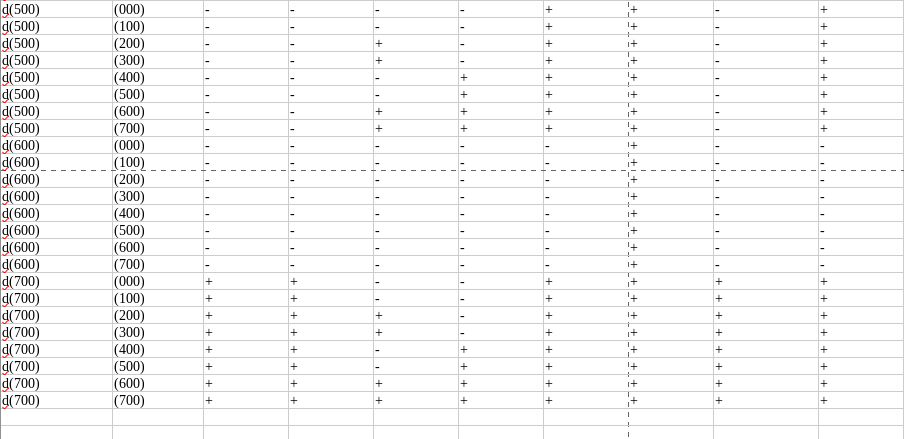 d(500) (000) - - - - + + - +
d(500) (100) - - - - + + - +
d(500) (200) - - + - + + - +
d(500) (300) - - + - + + - +
d(500) (400) - - - + + + - +
d(500) (500) - - - + + + - +
d(500) (600) - - + + + + - +
d(500) (700) - - + + + + - +
d(600) (000) - - - - - + - -
d(600) (100) - - - - - + - -
d(600) (200) - - - - - + - -
d(600) (300) - - - - - + - -
d(600) (400) - - - - - + - -
d(600) (500) - - - - - + - -
d(600) (600) - - - - - + - -
d(600) (700) - - - - - + - -
d(700) (000) + + - - + + + +
d(700) (100) + + - - + + + +
d(700) (200) + + + - + + + +
d(700) (300) + + + - + + + +
d(700) (400) + + - + + + + +
d(700) (500) + + - + + + + +
d(700) (600) + + + + + + + +
d(700) (700) + + + + + + + +